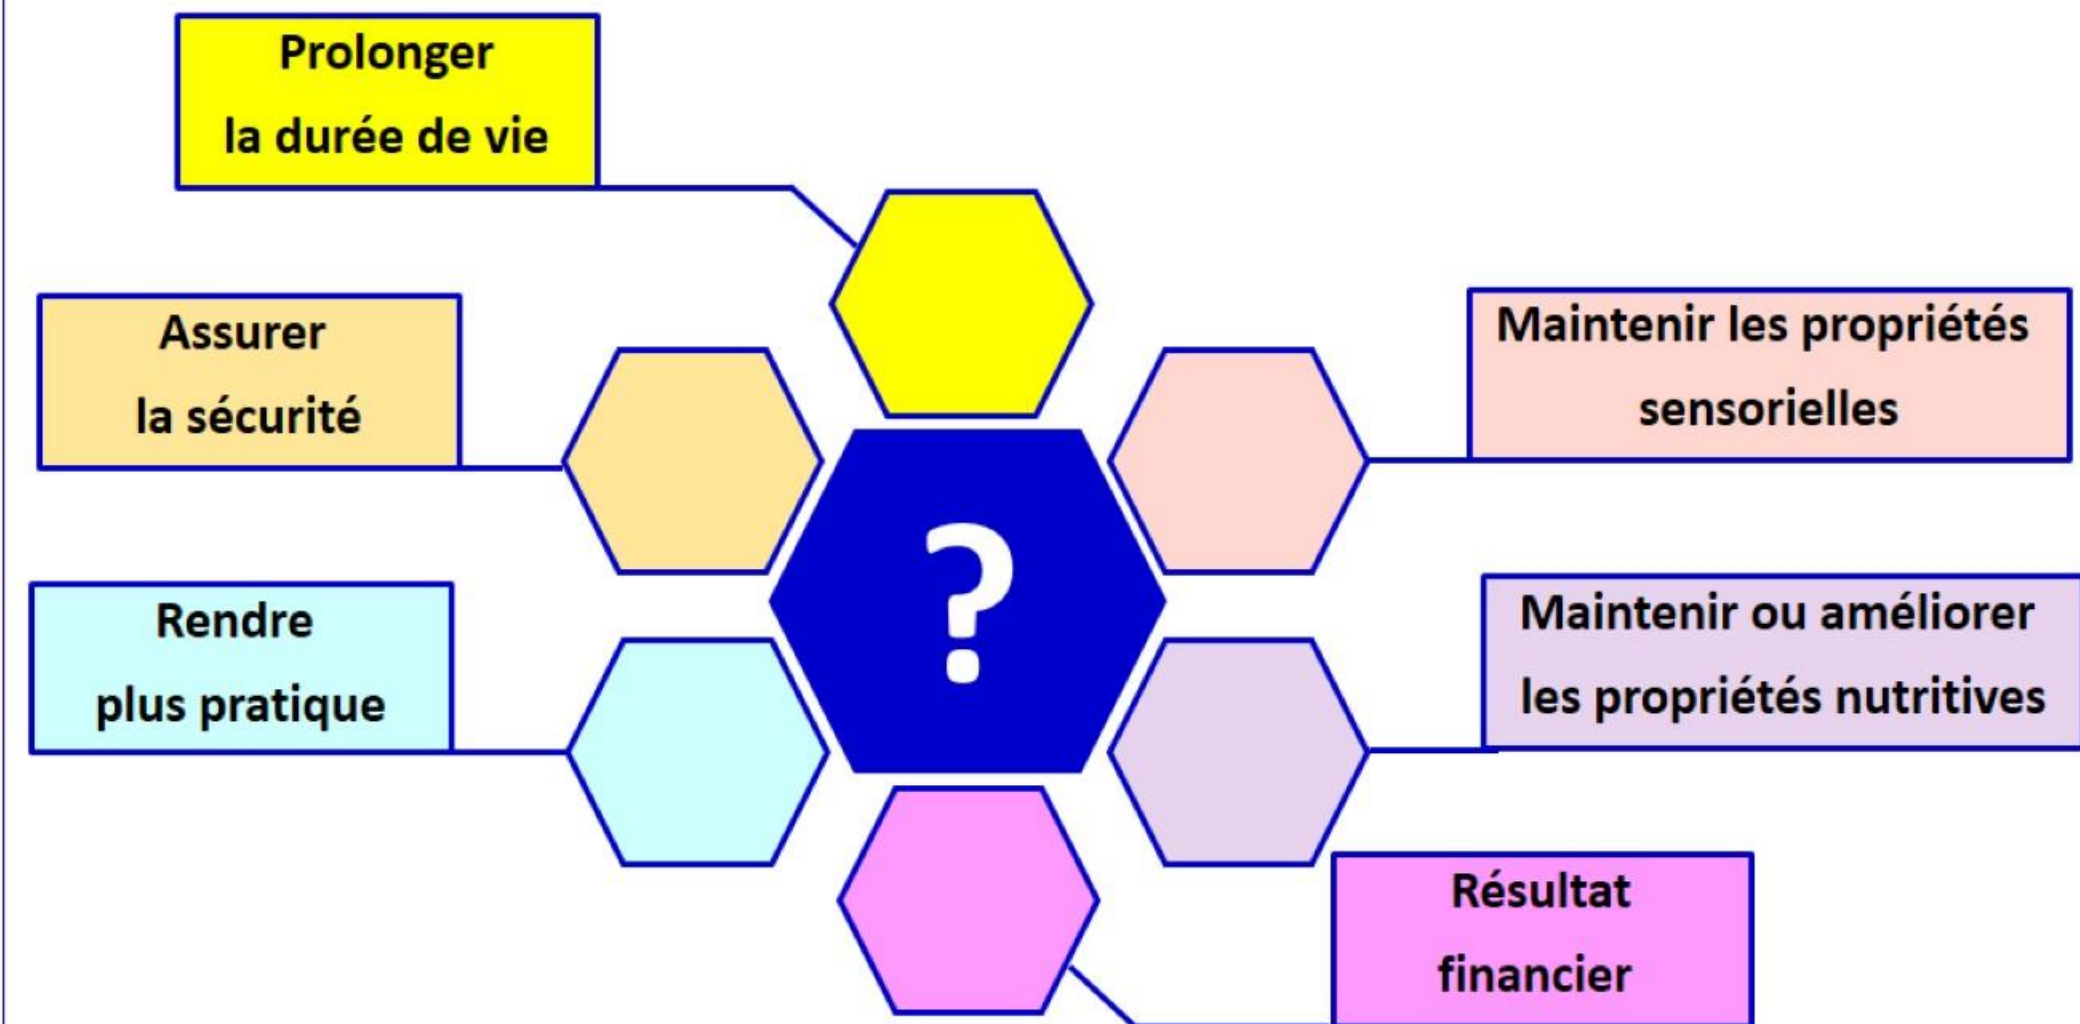 Prolonger
la durée de vie
Assurer
la sécurité
Maintenir les propriétés
sensorielles
?
Rendre
plus pratique
Maintenir ou améliorer
les propriétés nutritives
Résultat
financier